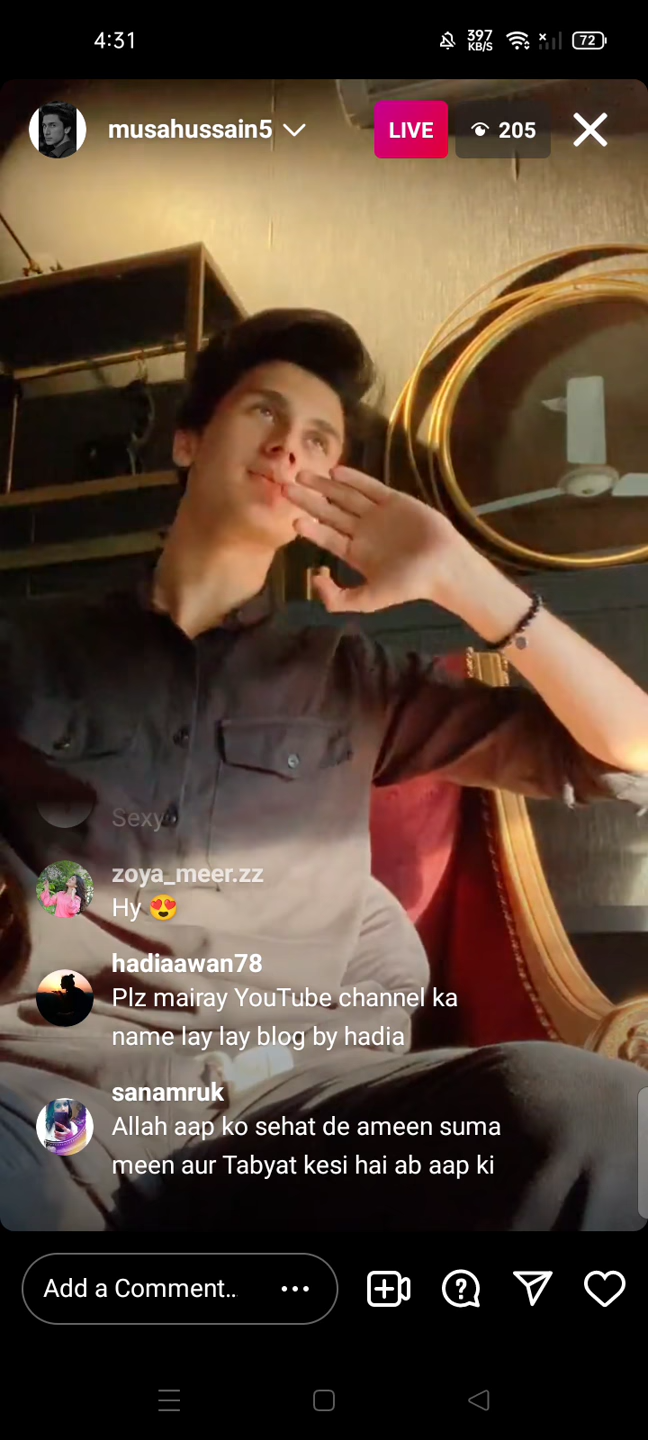 4:31
397
KB/S
72
musahussain5
LIVE
205
Sexy
zoya_meer.zz
Hy 😍
hadiaawan78
Plz mairay YouTube channel ka
name lay lay blog by hadia
sanamruk
Allah aap ko sehat de ameen suma
meen aur Tabyat kesi hai ab aap ki
Add a Comment..